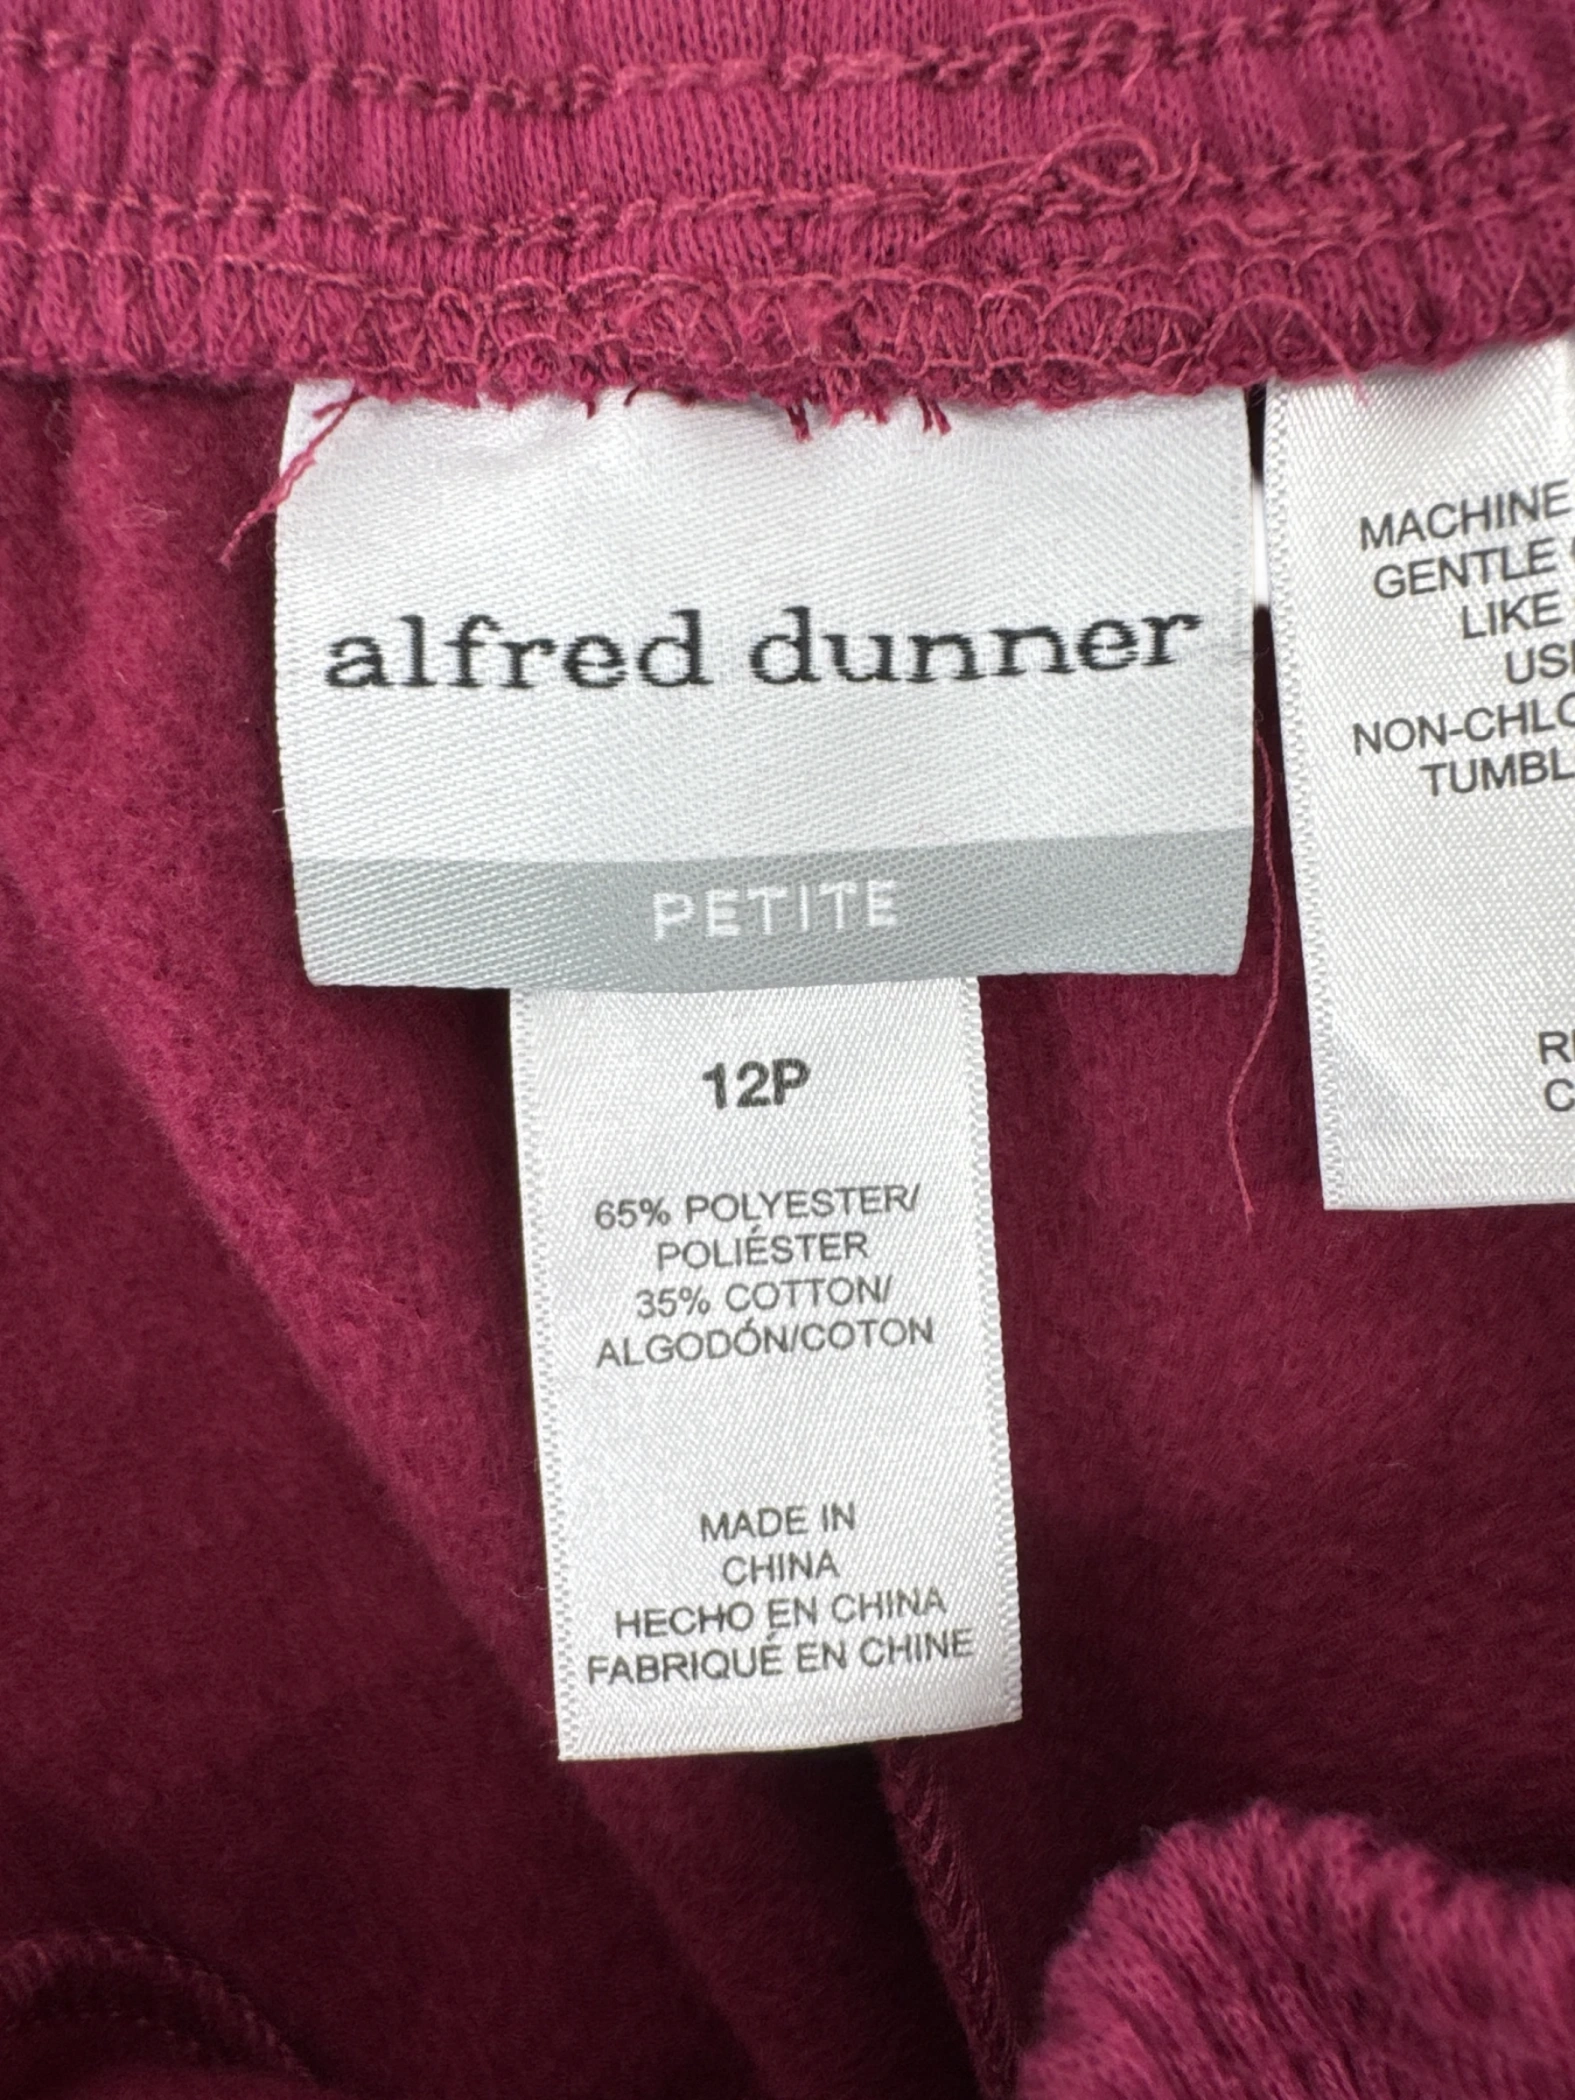 alfred dunner
PETITE
12P
65% POLYESTER/
POLIÉSTER
35% COTTON/
ALGODÓN/COTON
MADE IN
CHINA
HECHO EN CHINA
FABRIQUÉ EN CHINE
MACHINE
GENTLE
LIKE